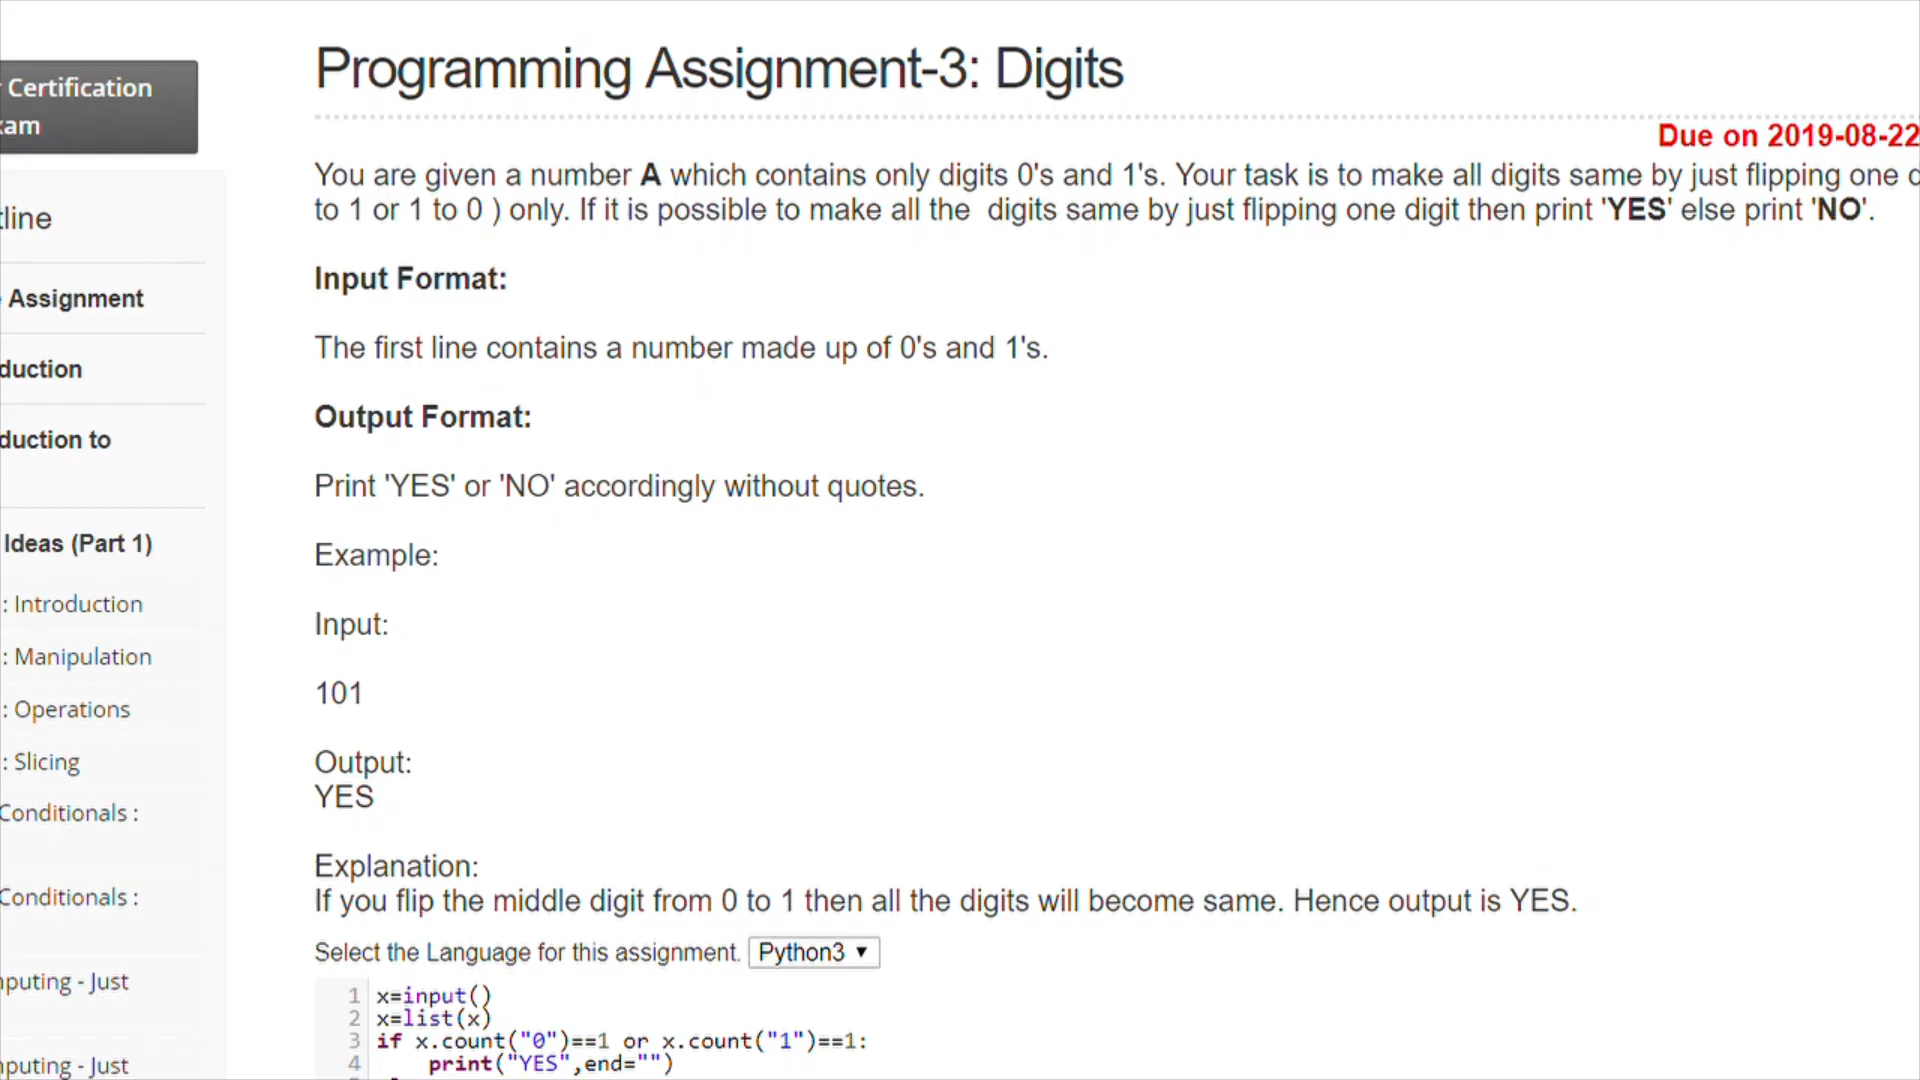 Certification
Programming Assignment-3: Digits
Due on 2019-08-22
You are given a number A which contains only digits 0's and 1's. Your task is to make all digits same by just flipping one
to 1 or 1 to 0 ) only. If it is possible to make all the digits same by just flipping one digit then print 'YES' else print 'NO'.
Assignment
Input Format:
The first line contains a number made up of 0's and 1's.
duction
Output Format:
duction to
Print 'YES' or 'NO' accordingly without quotes.
Ideas (Part 1)
Example:
: Introduction
Input:
: Manipulation
101
: Operations
Output:
: Slicing
YES
Conditionals :
Explanation:
Conditionals :
If you flip the middle digit from 0 to 1 then all the digits will become same. Hence output is YES.
Select the Language for this assignment. Python3 ▼
puting - Just
1 x=input()
2 x=list(x)
3 if x.count("0")==1 or x.count("1")==1:
4 print("YES",end="")
puting - Just